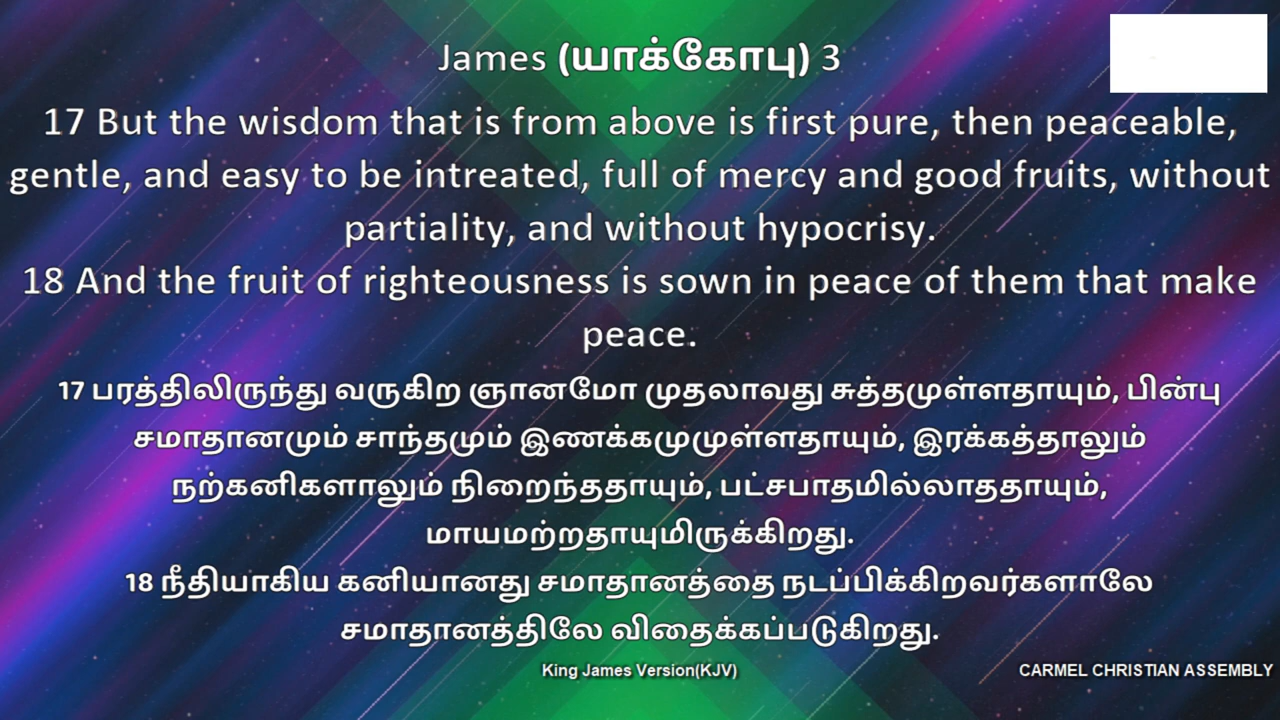 James (யாக்கோபு) 3
17 But the wisdom that is from above is first pure, then peaceable,
gentle, and easy to be intreated, full of mercy and good fruits, without
partiality, and without hypocrisy.
18 And the fruit of righteousness is sown in peace of them that make
peace.
17 பரத்திலிருந்து வருகிற ஞானமோ முதலாவது சுத்தமுள்ளதாயும், பின்பு
சமாதானமும் சாந்தமும் இணக்கமுமுள்ளதாயும், இரக்கத்தாலும்
நற்கனிகளாலும் நிறைந்ததாயும், பட்சபாதமில்லாததாயும்,
மாயமற்றதாயுமிருக்கிறது.
18 நீதியாகிய கனியானது சமாதானத்தை நடப்பிக்கிறவர்களாலே
சமாதானத்திலே விதைக்கப்படுகிறது.
King James Version(KJV)
CARMEL CHRISTIAN ASSEMBLY